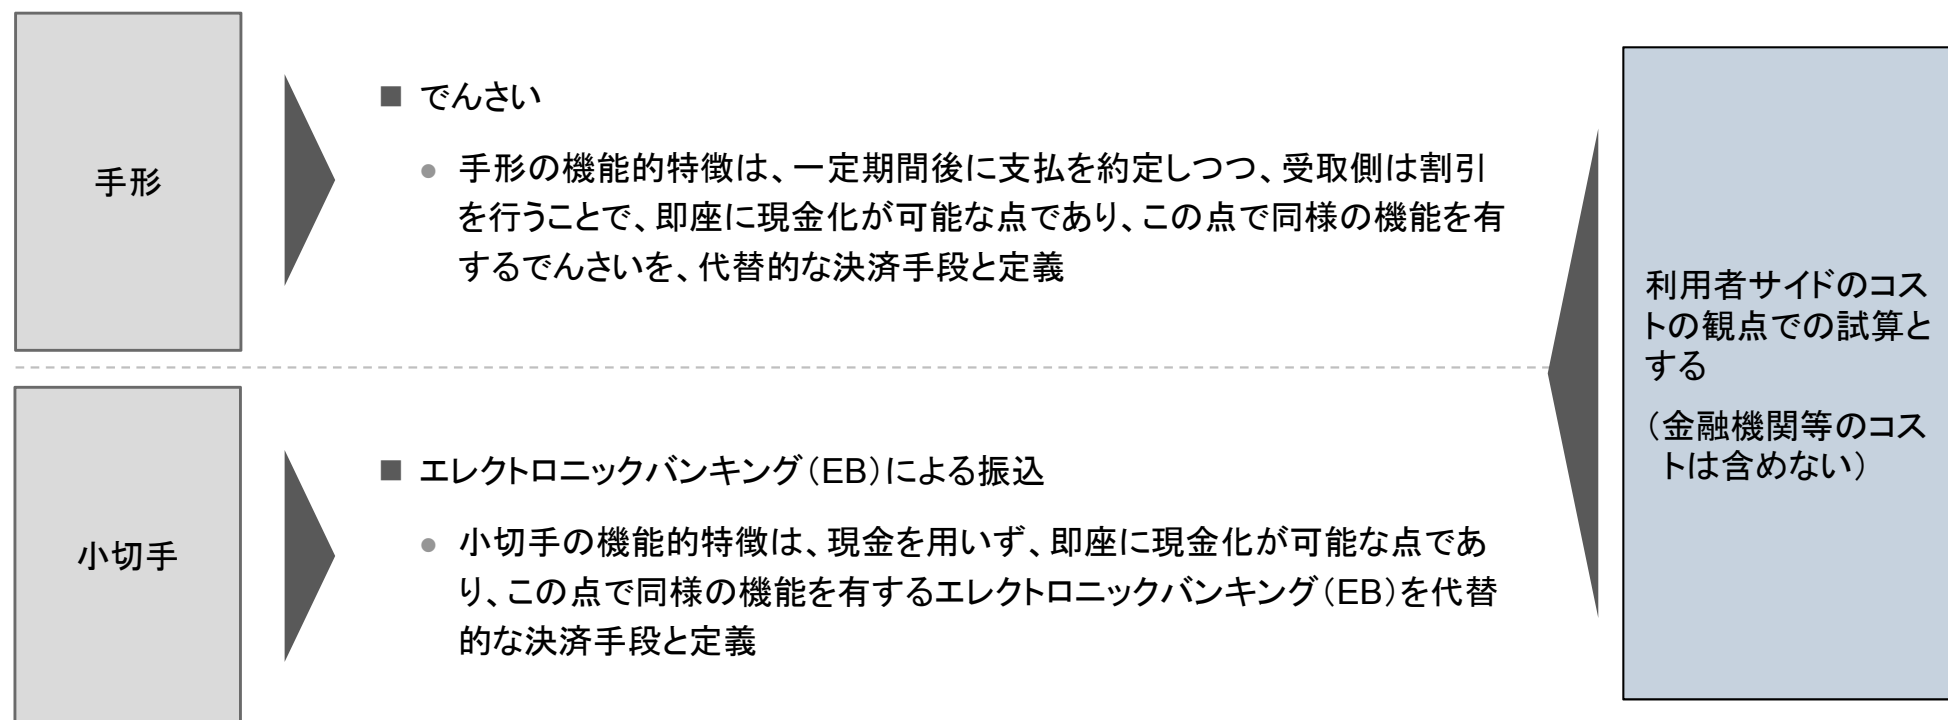 手形
■ でんさい
● 手形の機能的特徴は、一定期間後に支払を約定しつつ、受取側は割引
を行うことで、即座に現金化が可能な点であり、この点で同様の機能を有
するでんさいを、代替的な決済手段と定義
小切手
■ エレクトロニックバンキング（EB）による振込
● 小切手の機能的特徴は、現金を用いず、即座に現金化が可能な点であ
り、この点で同様の機能を有するエレクトロニックバンキング（EB）を代替
的な決済手段と定義
利用者サイドのコス
トの観点での試算と
する
（金融機関等のコス
トは含めない）